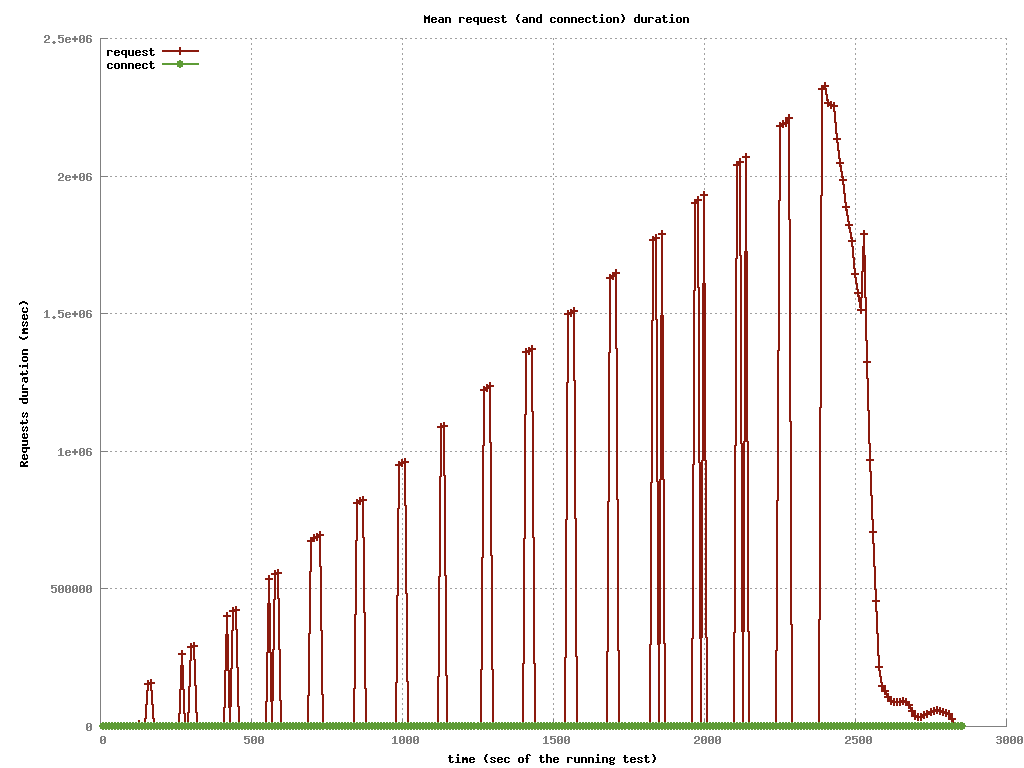 Mean request (and connection) duration
2.5e+06
request
connect
2e+06
1.5e+06
Requests duration (msec)
1e+06
500000
0
0 500 1000 1500 2000 2500 3000
time (sec of the running test)